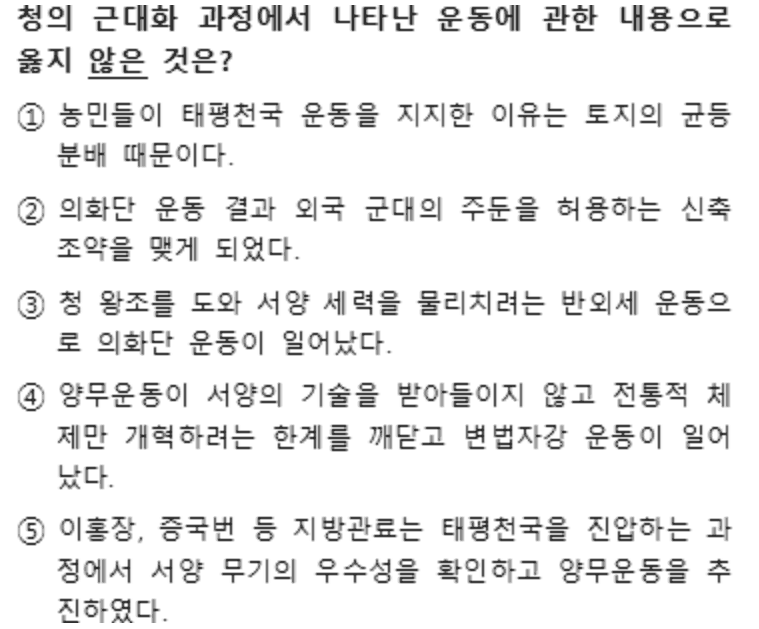 청의 근대화 과정에서 나타난 운동에 관한 내용으로
옳지 않은 것은?
① 농민들이 태평천국 운동을 지지한 이유는 토지의 균등
분배 때문이다.
② 의화단 운동 결과 외국 군대의 주둔을 허용하는 신축
조약을 맺게 되었다.
③ 청 왕조를 도와 서양 세력을 물리치려는 반외세 운동으
로 의화단 운동이 일어났다.
④ 양무운동이 서양의 기술을 받아들이지 않고 전통적 체
제만 개혁하려는 한계를 깨닫고 변법자강 운동이 일어
났다.
⑤ 이홍장, 증국번 등 지방관료는 태평천국을 진압하는 과
정에서 서양 무기의 우수성을 확인하고 양무운동을 추
진하였다.